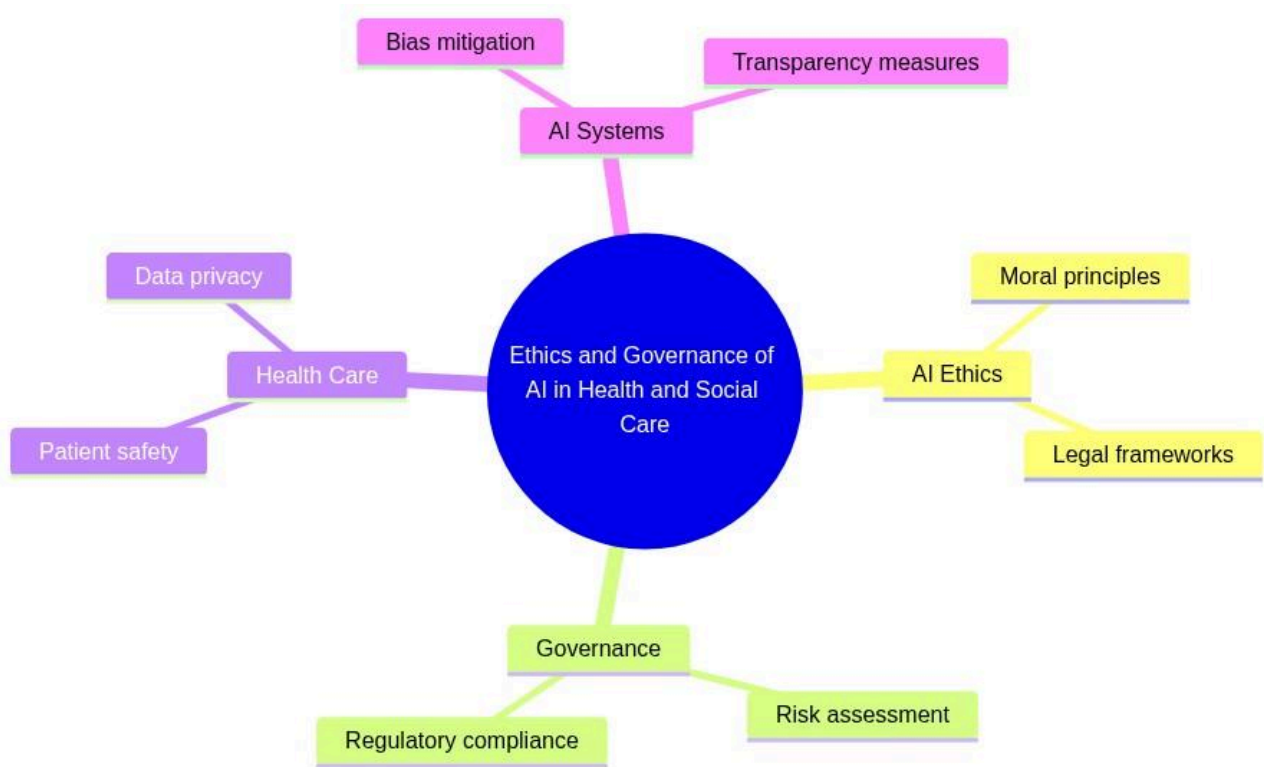 Bias mitigation
Transparency measures
AI Systems
Data privacy
Moral principles
Health Care
Ethics and Governance of
AI in Health and Social
Care
AI Ethics
Patient safety
Legal frameworks
Governance
Regulatory compliance
Risk assessment